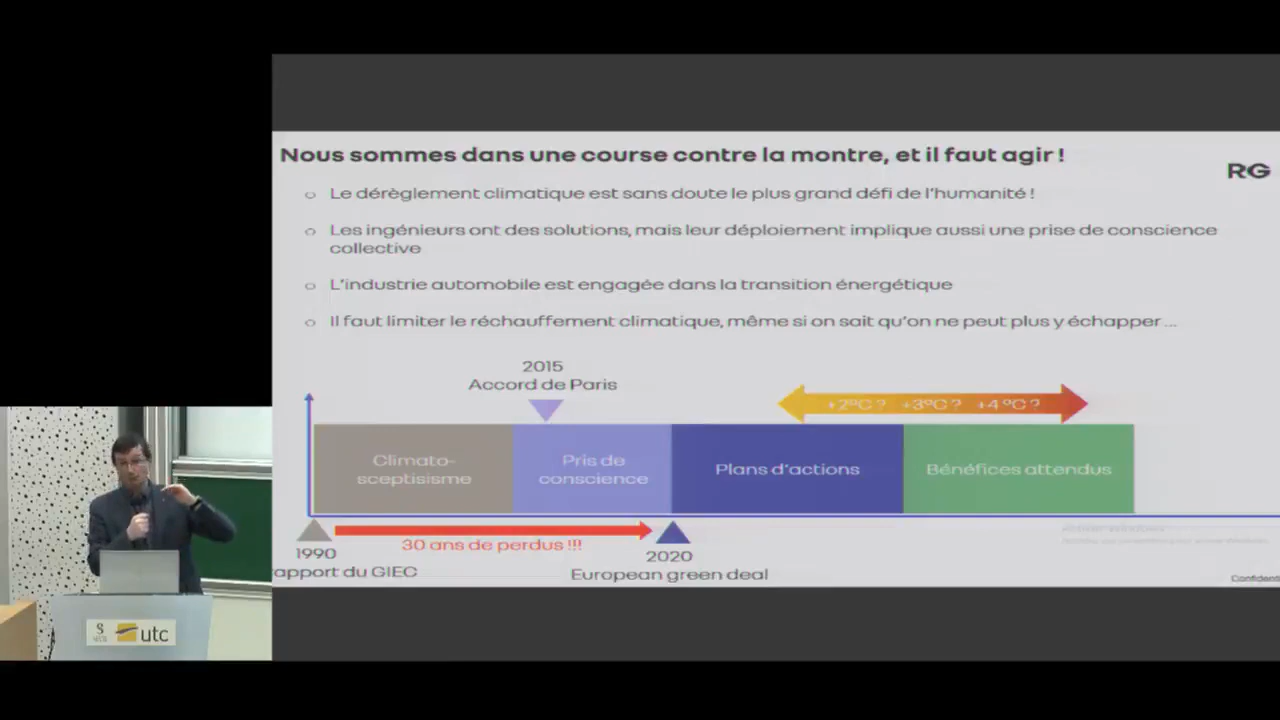 Nous sommes dans une course contre la montre, et il faut agir !
RG
Le dérèglement climatique est sans doute le plus grand défi de l'humanité !
Les ingénieurs ont des solutions, mais leur déploiement implique aussi une prise de conscience
collective
L'industrie automobile est engagée dans la transition énergétique
Il faut limiter le réchauffement climatique, même si on sait qu'on ne peut plus y échapper ...
2015
Accord de Paris
+2°C ? +3°C ? +4 °C ?
Climato-
sceptisisme
Pris de
conscience
Plans d'actions
Bénéfices attendus
30 ans de perdus !!!
1990
apport du GIEC
2020
European green deal
Confidenti
utc